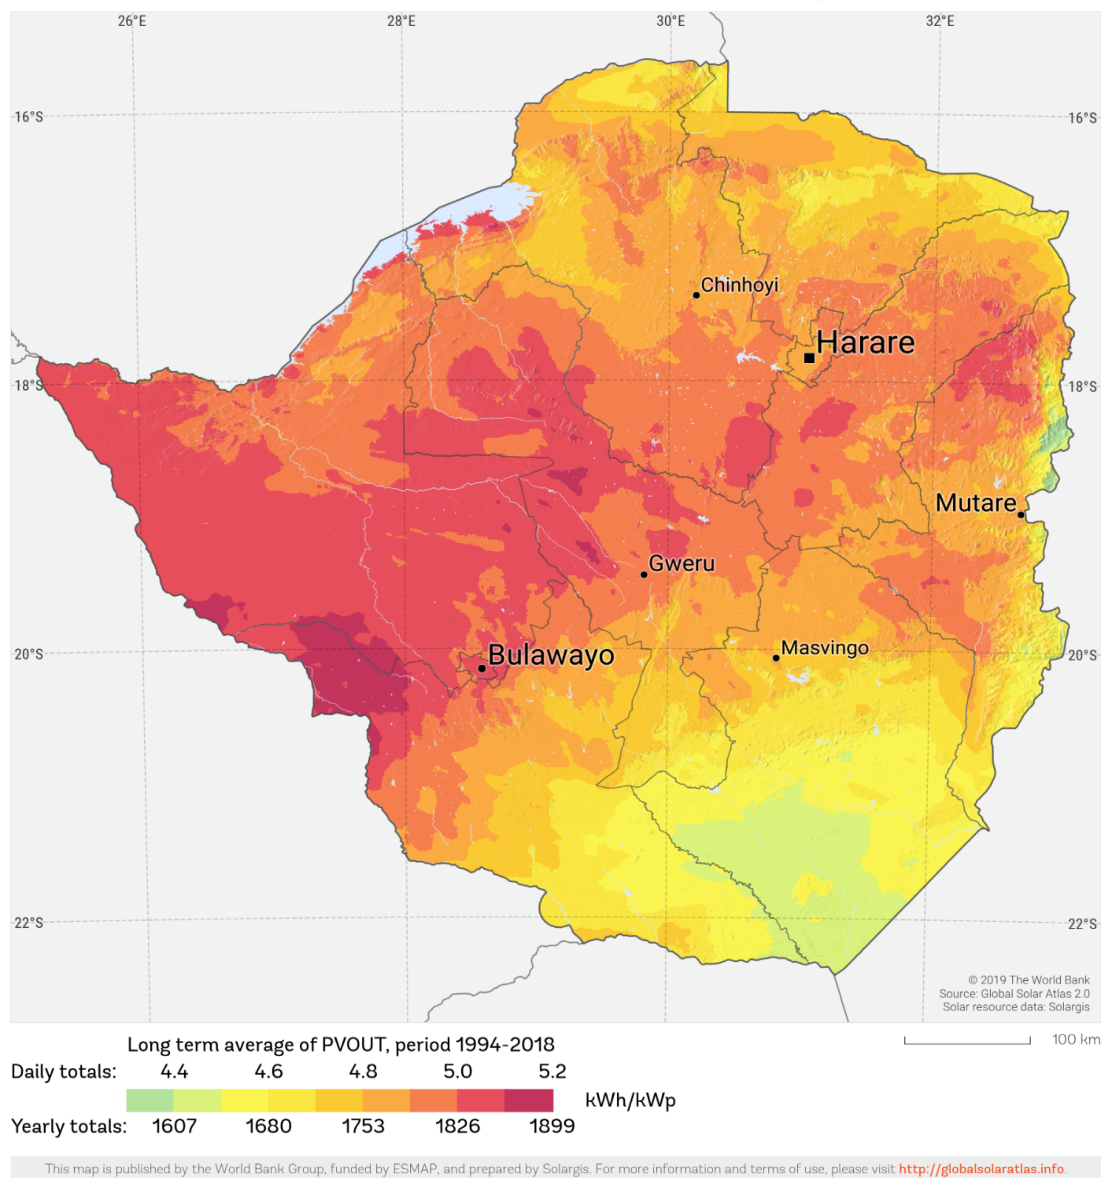 26°E 28°E 30°E 32°E
16°S 16°S
Chinhoyi
Harare
18°S 18°S
Mutare
Gweru
Masvingo
20°S Bulawayo 20°S
22°S 22°S
© 2019 The World Bank
Source: Global Solar Atlas 2.0
Solar resource data: Solargis
100 km
Long term average of PVOUT, period 1994-2018
Daily totals: 4.4 4.6 4.8 5.0 5.2
kWh/kWp
Yearly totals: 1607 1680 1753 1826 1899
This map is published by the World Bank Group, funded by ESMAP, and prepared by Solargis. For more information and terms of use, please visit http://globalsolaratlas.info.